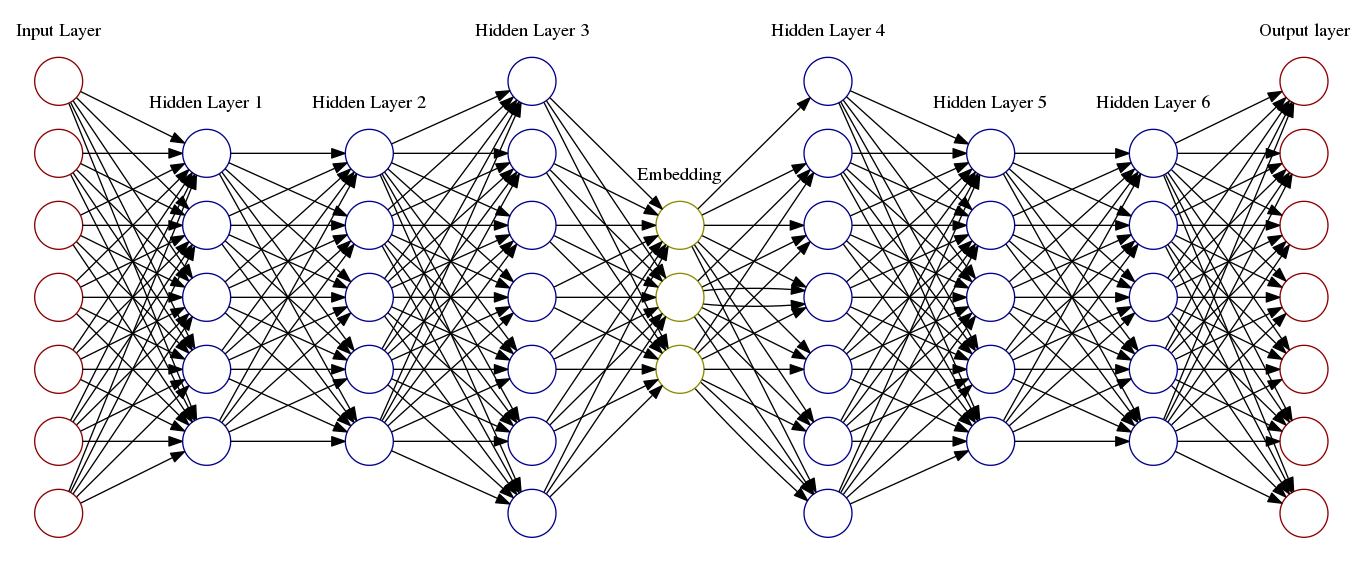 Input Layer
Hidden Layer 1
Hidden Layer 2
Hidden Layer 3
Embedding
Hidden Layer 4
Hidden Layer 5
Hidden Layer 6
Output layer